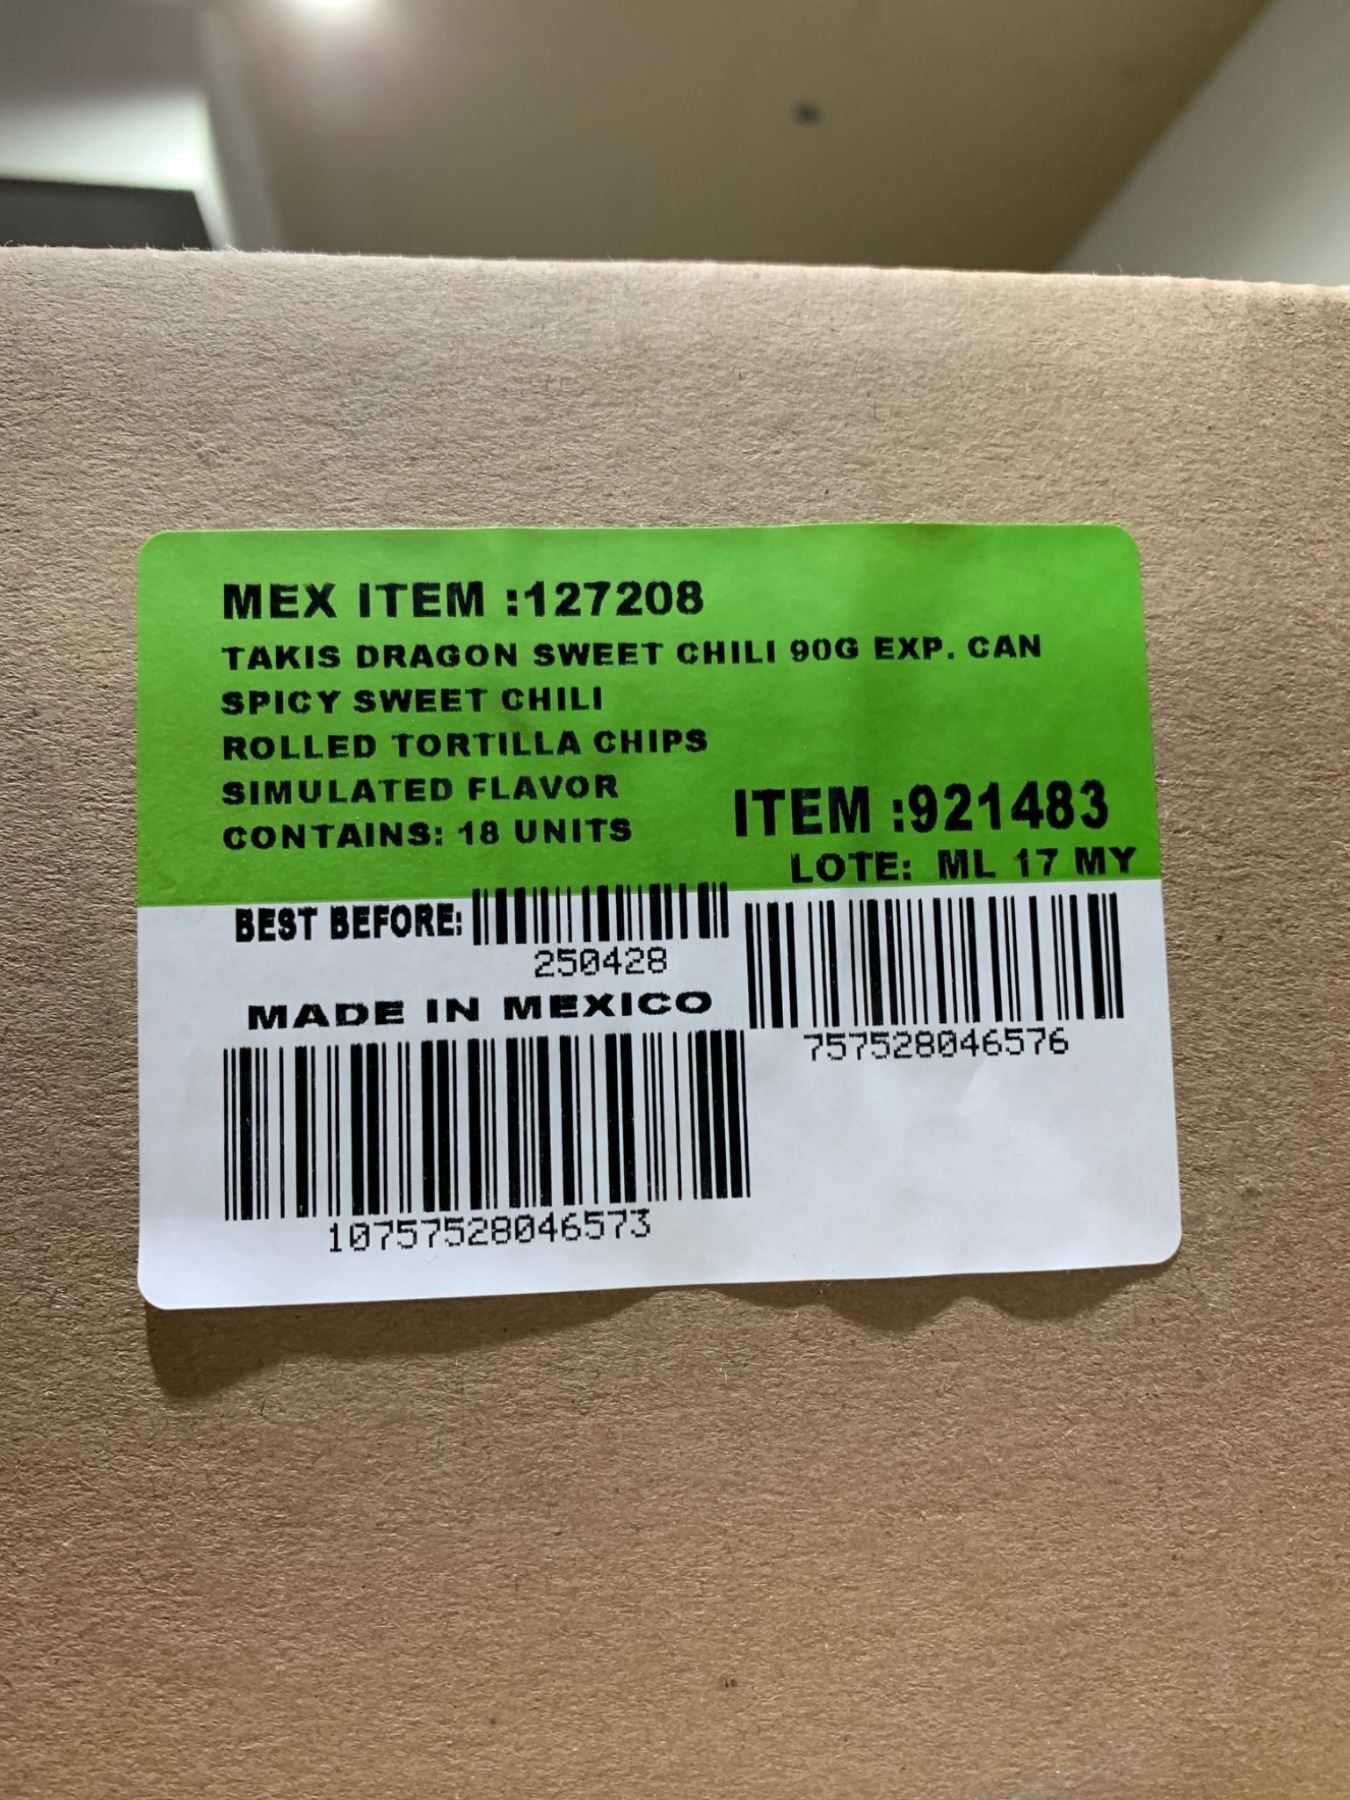 MEX ITEM :127208
TAKIS DRAGON SWEET CHILI 90G EXP. CAN
SPICY SWEET CHILI
ROLLED TORTILLA CHIPS
SIMULATED FLAVOR
CONTAINS: 18 UNITS
ITEM :921483
LOTE: ML 17 MY
BEST BEFORE:
250428
MADE IN MEXICO
757528046576
10757528046573